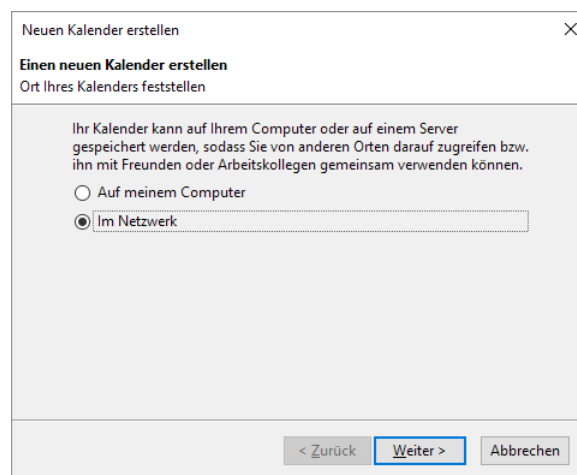 Neuen Kalender erstellen
Einen neuen Kalender erstellen
Ort Ihres Kalenders feststellen
Ihr Kalender kann auf Ihrem Computer oder auf einem Server
gespeichert werden, sodass Sie von anderen Orten darauf zugreifen bzw.
ihn mit Freunden oder Arbeitskollegen gemeinsam verwenden können.
Auf meinem Computer
Im Netzwerk
< Zurück Weiter > Abbrechen